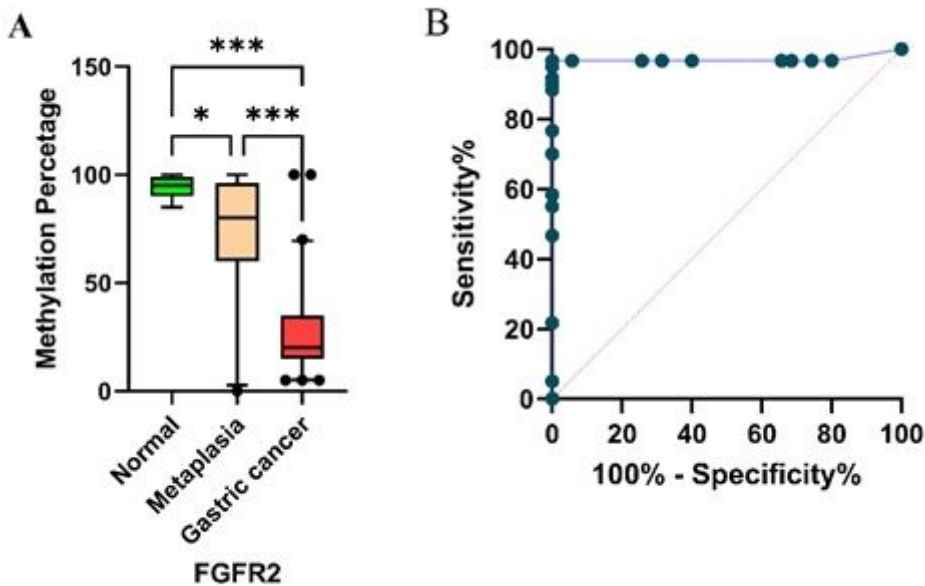 A
***
* ***
150
100
50
0
Methylation Percetage
Normal
Metaplasia
Gastric cancer
FGFR2
B
100
80
60
40
20
0
Sensitivity%
0 20 40 60 80 100
100% - Specificity%